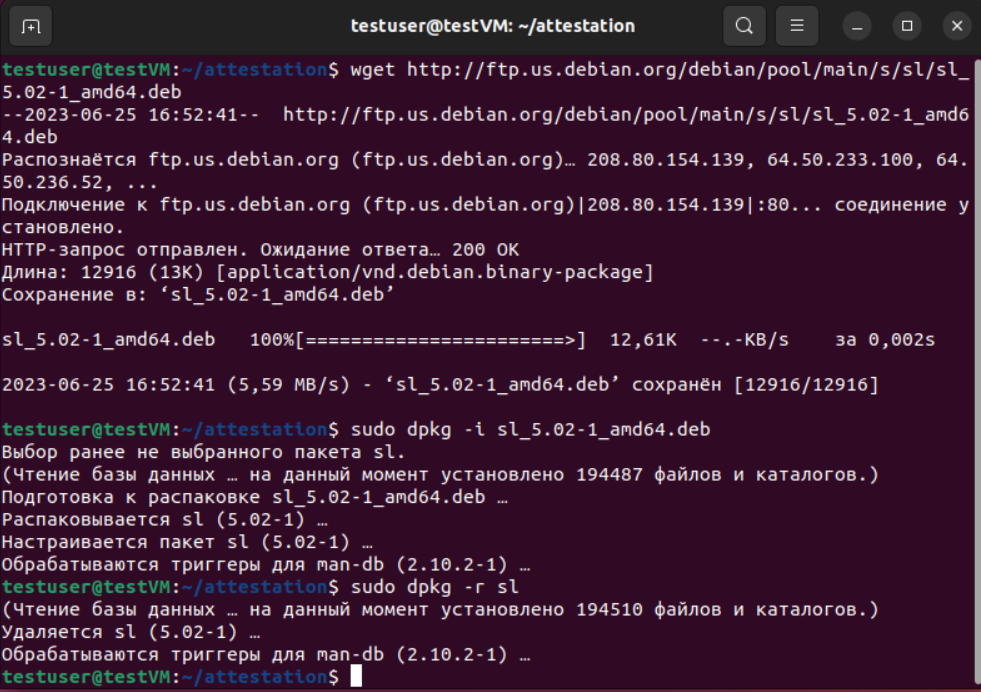 testuser@testVM: ~/attestation
testuser@testVM:~/attestation$ wget http://ftp.us.debian.org/debian/pool/main/s/sl/sl_
5.02-1_amd64.deb
--2023-06-25 16:52:41--  http://ftp.us.debian.org/debian/pool/main/s/sl/sl_5.02-1_amd6
4.deb
Распознаётся ftp.us.debian.org (ftp.us.debian.org)… 208.80.154.139, 64.50.233.100, 64.
50.236.52, ...
Подключение к ftp.us.debian.org (ftp.us.debian.org)|208.80.154.139|:80... соединение у
становлено.
HTTP-запрос отправлен. Ожидание ответа… 200 OK
Длина: 12916 (13K) [application/vnd.debian.binary-package]
Сохранение в: ‘sl_5.02-1_amd64.deb’
sl_5.02-1_amd64.deb   100%[=======================>]  12,61K  --.-KB/s    за 0,002s
2023-06-25 16:52:41 (5,59 MB/s) - ‘sl_5.02-1_amd64.deb’ сохранён [12916/12916]
testuser@testVM:~/attestation$ sudo dpkg -i sl_5.02-1_amd64.deb
Выбор ранее не выбранного пакета sl.
(Чтение базы данных … на данный момент установлено 194487 файлов и каталогов.)
Подготовка к распаковке sl_5.02-1_amd64.deb …
Распаковывается sl (5.02-1) …
Настраивается пакет sl (5.02-1) …
Обрабатываются триггеры для man-db (2.10.2-1) …
testuser@testVM:~/attestation$ sudo dpkg -r sl
(Чтение базы данных … на данный момент установлено 194510 файлов и каталогов.)
Удаляется sl (5.02-1) …
Обрабатываются триггеры для man-db (2.10.2-1) …
testuser@testVM:~/attestation$